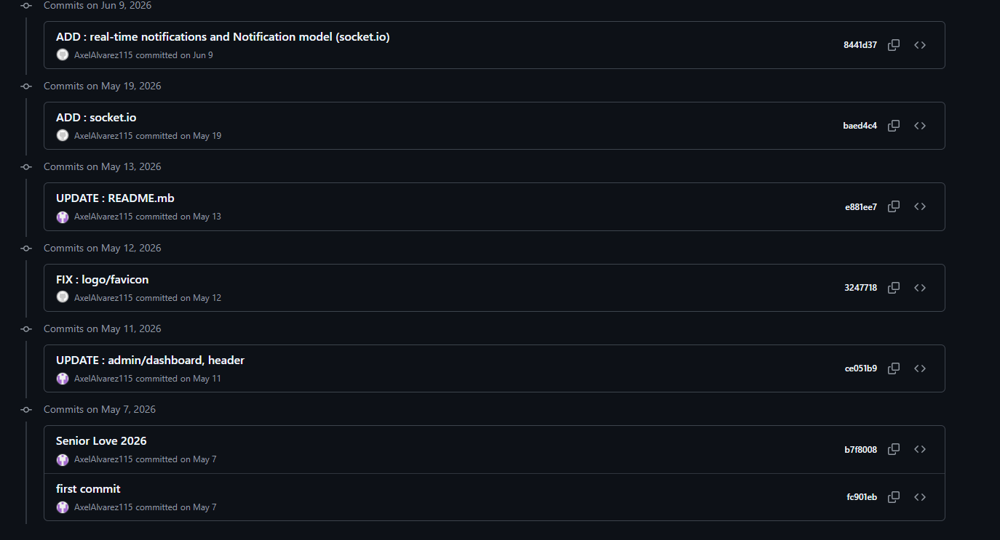 Commits on Jun 9, 2026
ADD : real-time notifications and Notification model (socket.io)
AxelAlvarez115 committed on Jun 9
8441d37
Commits on May 19, 2026
ADD : socket.io
AxelAlvarez115 committed on May 19
baed4c4
Commits on May 13, 2026
UPDATE : README.mb
AxelAlvarez115 committed on May 13
e881ee7
Commits on May 12, 2026
FIX : logo/favicon
AxelAlvarez115 committed on May 12
3247718
Commits on May 11, 2026
UPDATE : admin/dashboard, header
AxelAlvarez115 committed on May 11
ce051b9
Commits on May 7, 2026
Senior Love 2026
AxelAlvarez115 committed on May 7
b7f8008
first commit
AxelAlvarez115 committed on May 7
fc901eb